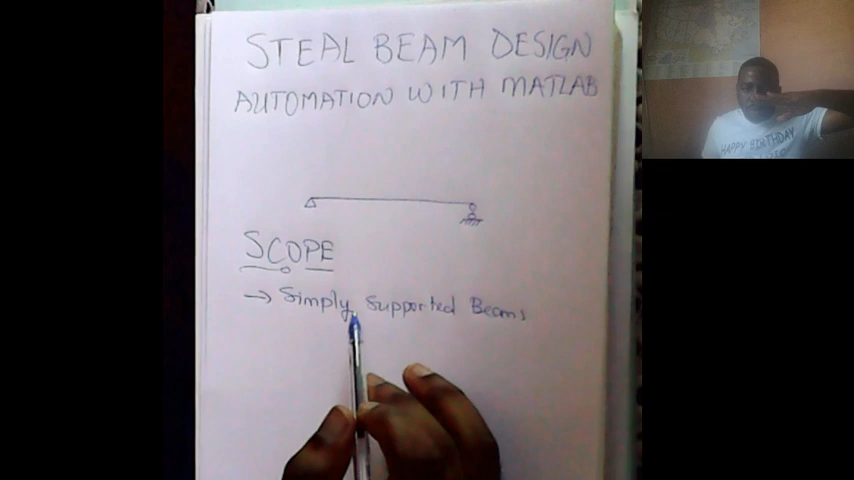 STEAL BEAM DESIGN
AUTOMATION WITH MATLAB
SCOPE
→ Simply Supported Beams
HAPPY BIRTHDAY